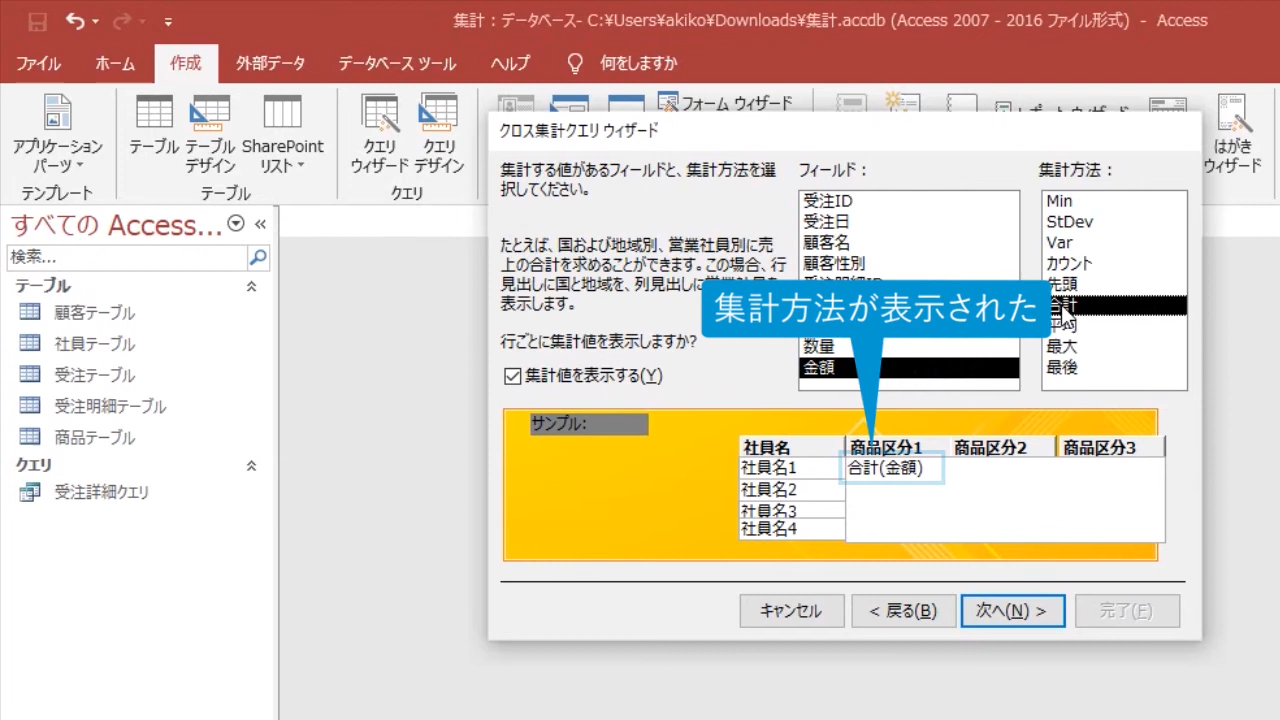 集計：データベース- C:¥Users¥akiko¥Downloads¥集計.accdb (Access 2007 - 2016 ファイル形式) - Access
ファイル ホーム 作成 外部データ データベース ツール ヘルプ 何をしますか
アプリケーション パーツ
テンプレート
テーブル
テーブル デザイン
SharePoint リスト
テーブル
クエリ ウィザード
クエリ デザイン
クエリ
フォーム ウィザード
はがき ウィザード
すべての Access...
検索...
テーブル
顧客テーブル
社員テーブル
受注テーブル
受注明細テーブル
商品テーブル
クエリ
受注詳細クエリ
クロス集計クエリ ウィザード
集計する値があるフィールドと、集計方法を選
択してください。
たとえば、国および地域別、営業社員別に売
上の合計を求めることができます。この場合、行
見出しに国と地域を、列見出しに営業社員を
表示します。
行ごとに集計値を表示しますか?
集計値を表示する(Y)
フィールド：
受注ID
受注日
顧客名
顧客性別
受注明細ID
数量
金額
集計方法：
Min
StDev
Var
カウント
先頭
合計
平均
最大
最後
集計方法が表示された
サンプル:
社員名 商品区分1 商品区分2 商品区分3
社員名1 合計(金額)
社員名2
社員名3
社員名4
キャンセル < 戻る(B) 次へ(N) > 完了(F)